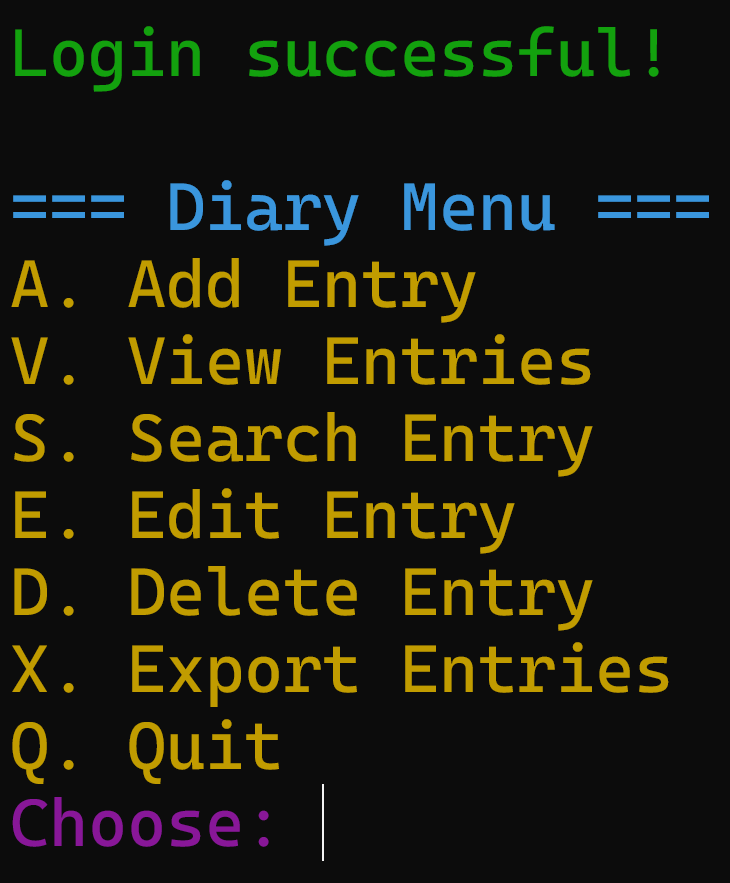 Login successful!
=== Diary Menu ===
A. Add Entry
V. View Entries
S. Search Entry
E. Edit Entry
D. Delete Entry
X. Export Entries
Q. Quit
Choose: